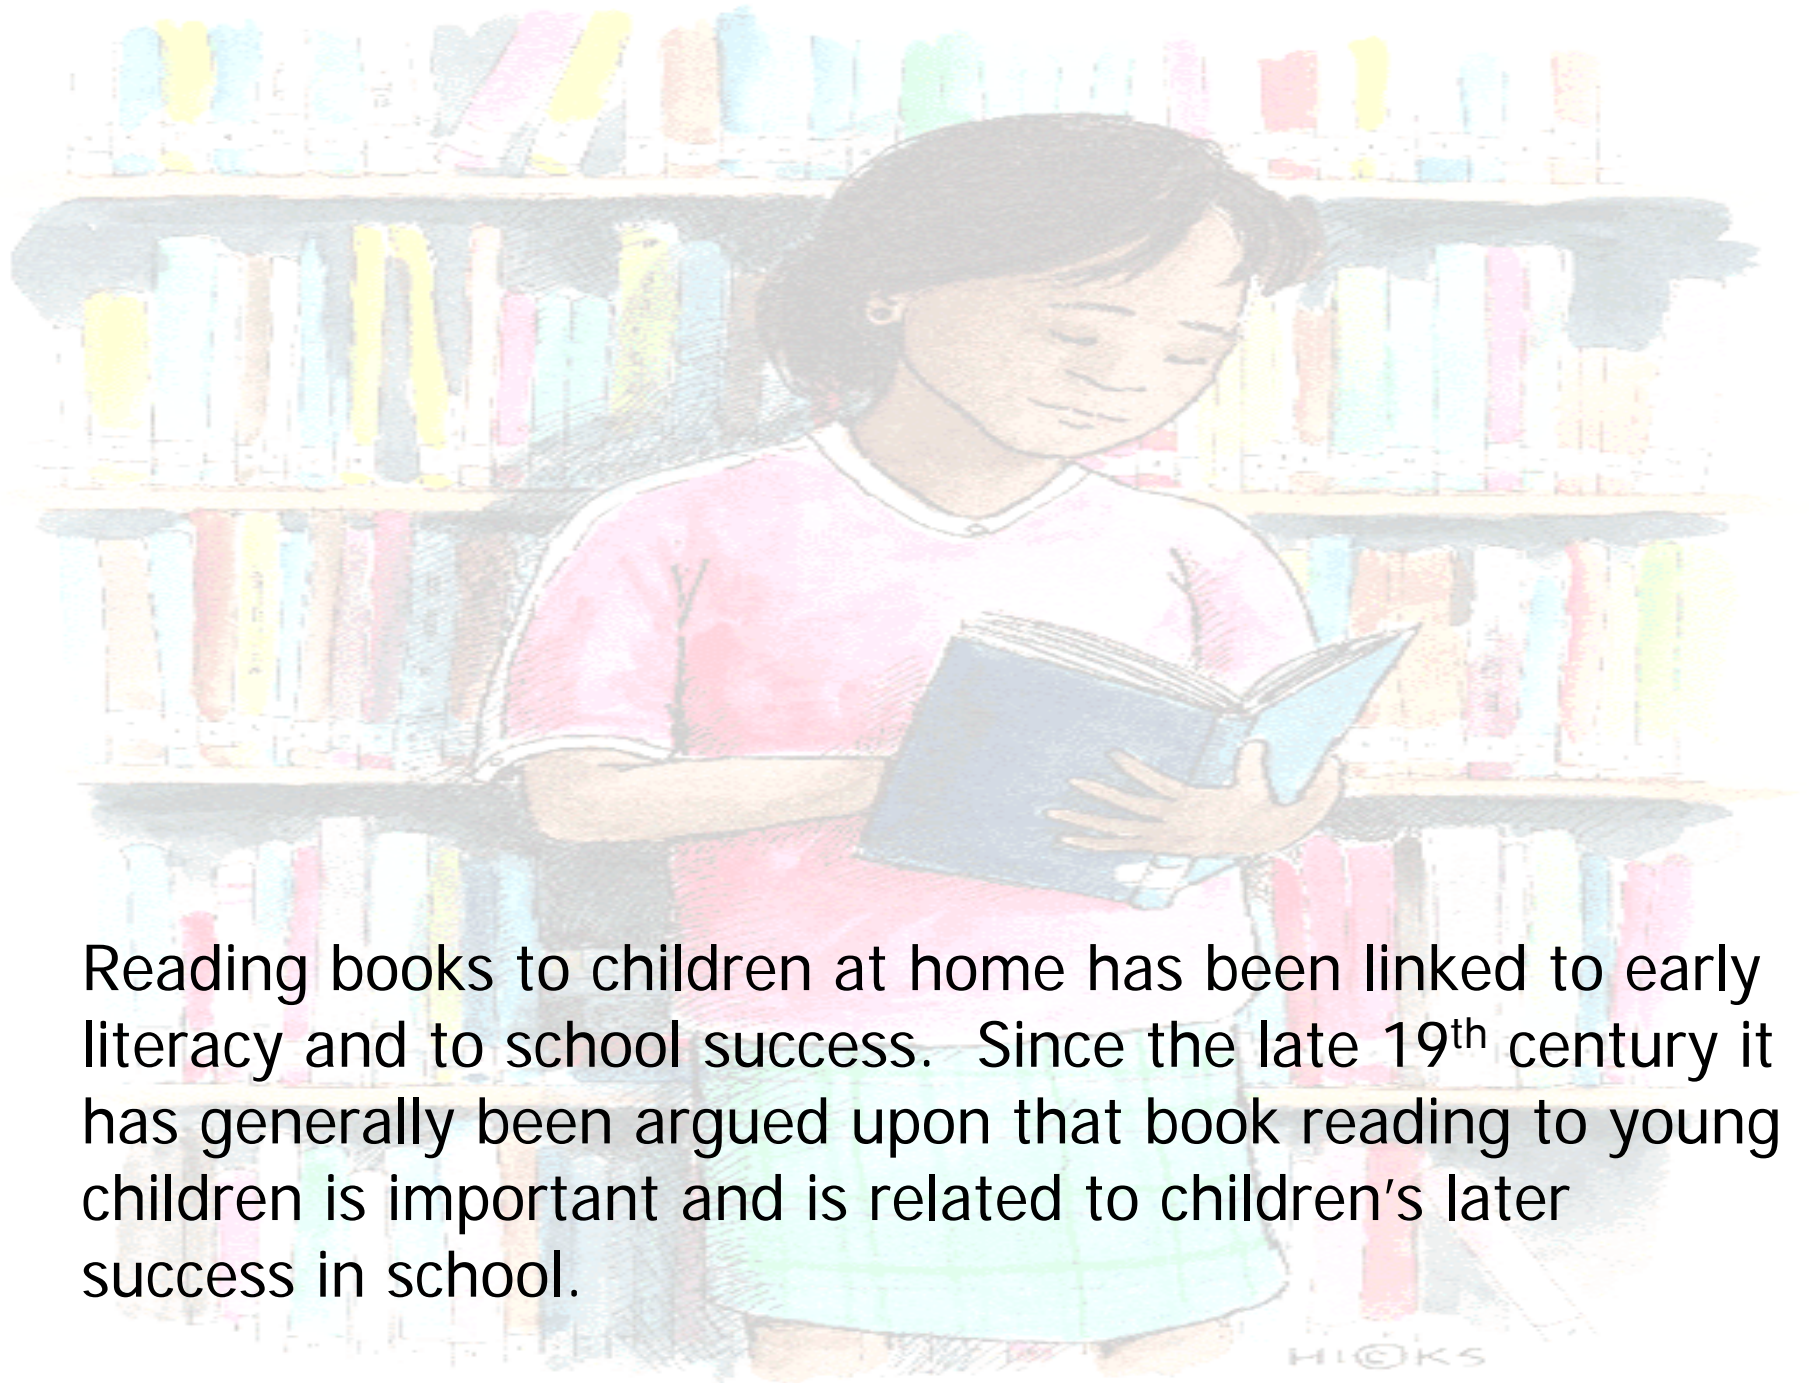 Reading books to children at home has been linked to early
literacy and to school success.  Since the late 19th century it
has generally been argued upon that book reading to young
children is important and is related to children's later
success in school.
HI©KS